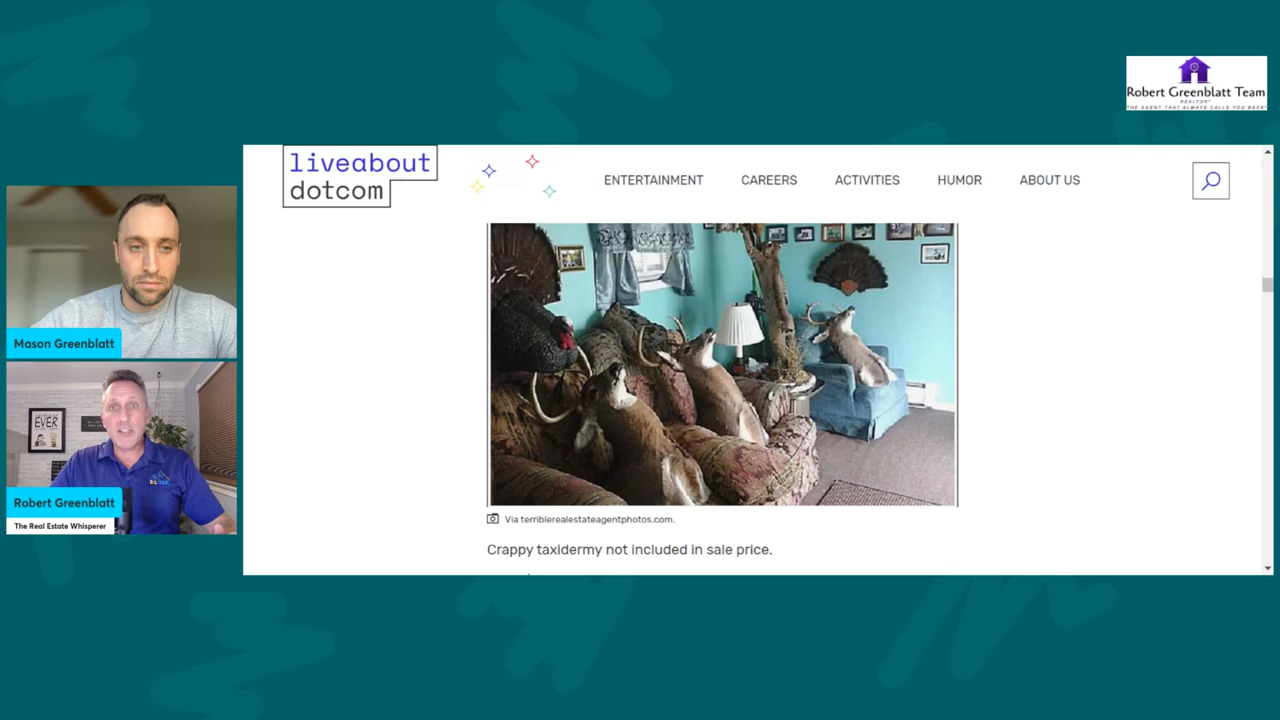 Robert Greenblatt Team
REALTOR®
THE AGENT THAT ALWAYS CALLS YOU BACK!
liveabout
dotcom
ENTERTAINMENT
CAREERS
ACTIVITIES
HUMOR
ABOUT US
Mason Greenblatt
EVER
Robert Greenblatt
The Real Estate Whisperer
Via terriblerealestateagentphotos.com.
Crappy taxidermy not included in sale price.